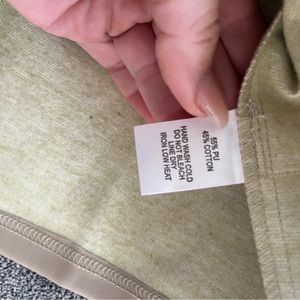 55% PU
45% COTTON
HAND WASH COLD
DO NOT BLEACH
LINE DRY
IRON LOW HEAT